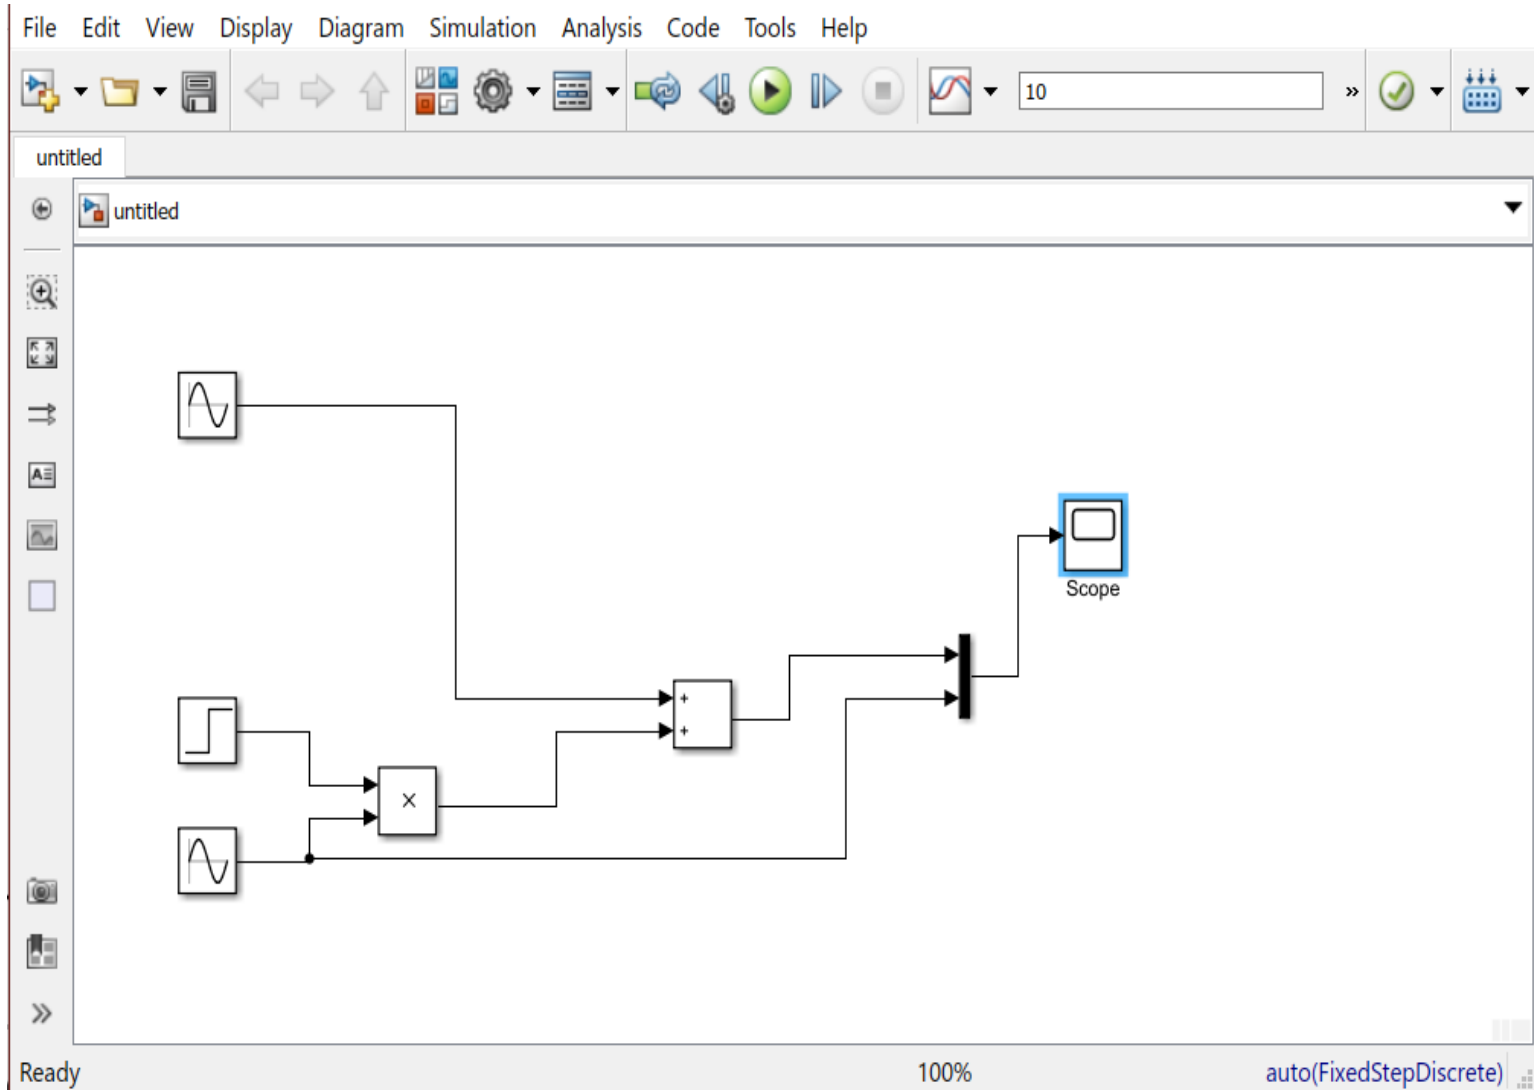 File Edit View Display Diagram Simulation Analysis Code Tools Help
10 »
untitled
untitled
Scope
+
+
×
Ready 100% auto(FixedStepDiscrete)